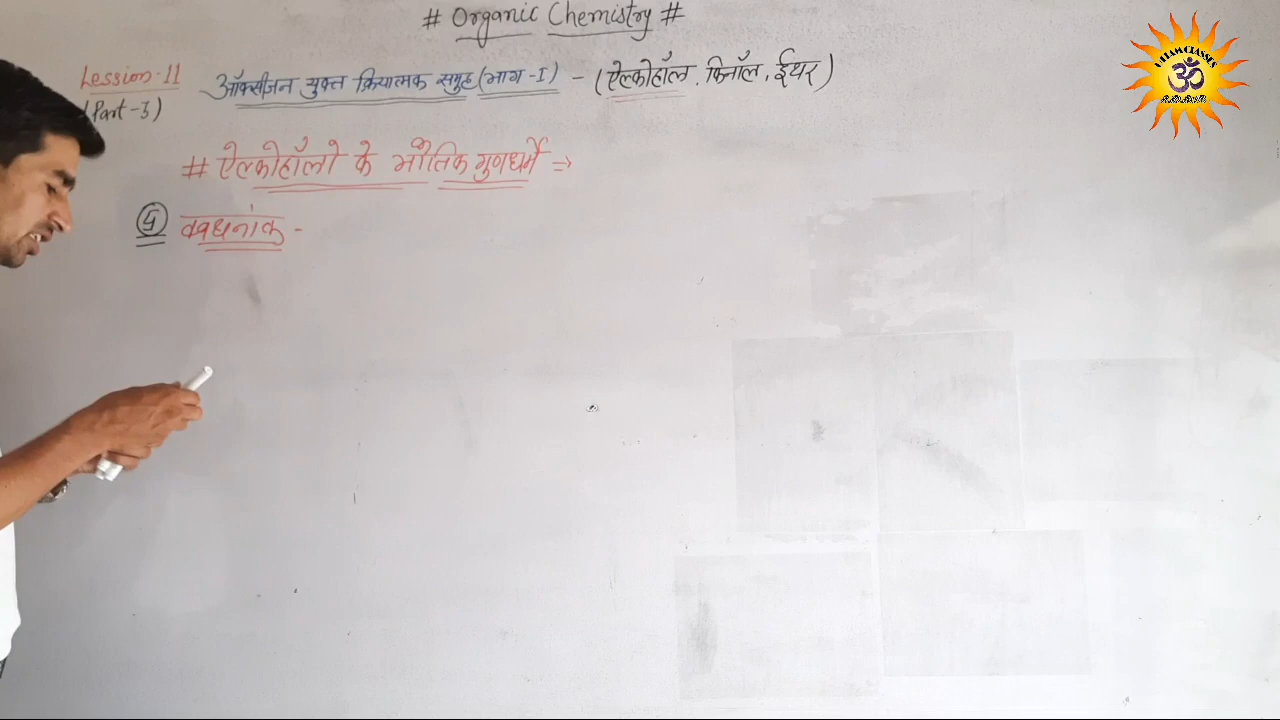 # Organic Chemistry #
Lession-11 ऑक्सीजन युक्त क्रियात्मक समूह (भाग-I) - (ऐल्कोहॉल, फिनॉल, ईथर)
(Part-3)
# ऐल्कोहॉलो के भौतिक गुणधर्म ⇒
④ क्वथनांक -
ॐ